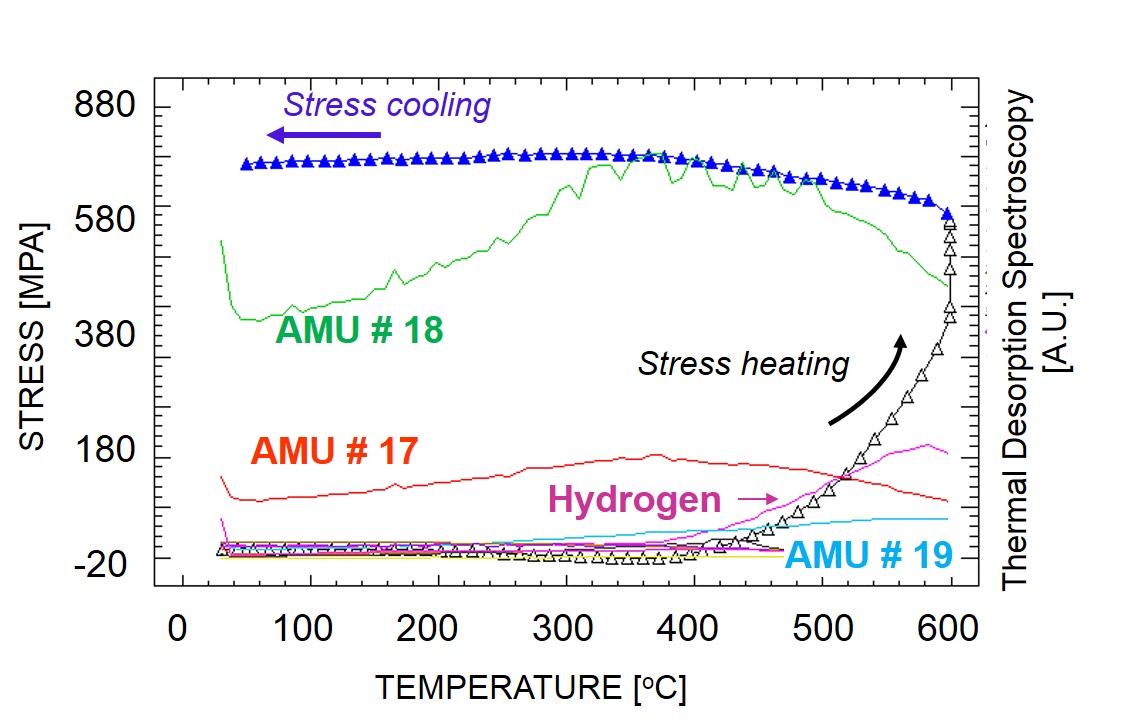 880
580
380
180
-20
STRESS [MPA]
Stress cooling
AMU # 18
Stress heating
AMU # 17
Hydrogen
AMU # 19
0 100 200 300 400 500 600
TEMPERATURE [oC]
Thermal Desorption Spectroscopy
[A.U.]